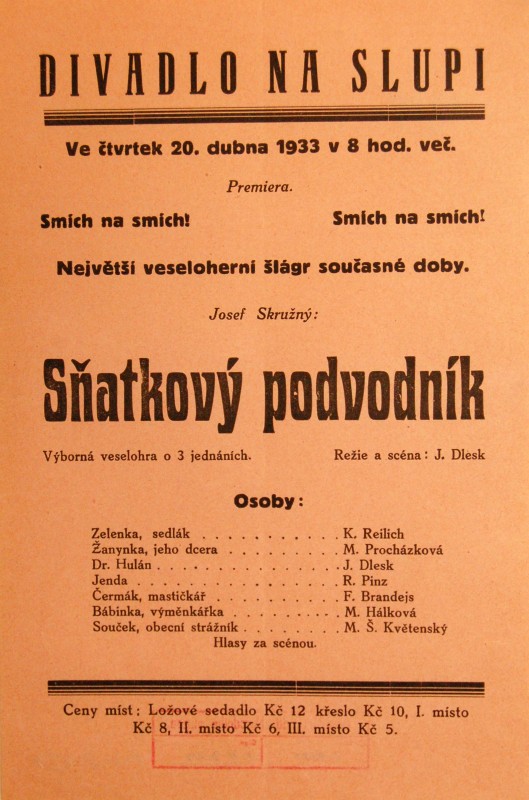 DIVADLO NA SLUPI
Ve čtvrtek 20. dubna 1933 v 8 hod. več.
Premiera.
Smích na smích! Smích na smích!
Největší veseloherní šlágr současné doby.
Josef Skružný:
Sňatkový podvodník
Výborná veselohra o 3 jednáních. Režie a scéna: J. Dlesk
Osoby:
Zelenka, sedlák . . . . . . . . . . . K. Reilich
Žanynka, jeho dcera . . . . . . . . . M. Procházková
Dr. Hulán . . . . . . . . . . . . . . J. Dlesk
Jenda . . . . . . . . . . . . . . . . R. Pinz
Čermák, mastičkář . . . . . . . . . . F. Brandejs
Bábinka, výměnkářka . . . . . . . . . M. Hálková
Souček, obecní strážník . . . . . . . M. Š. Květenský
Hlasy za scénou.
Ceny míst: Ložové sedadlo Kč 12 křeslo Kč 10, I. místo
Kč 8, II. místo Kč 6, III. místo Kč 5.